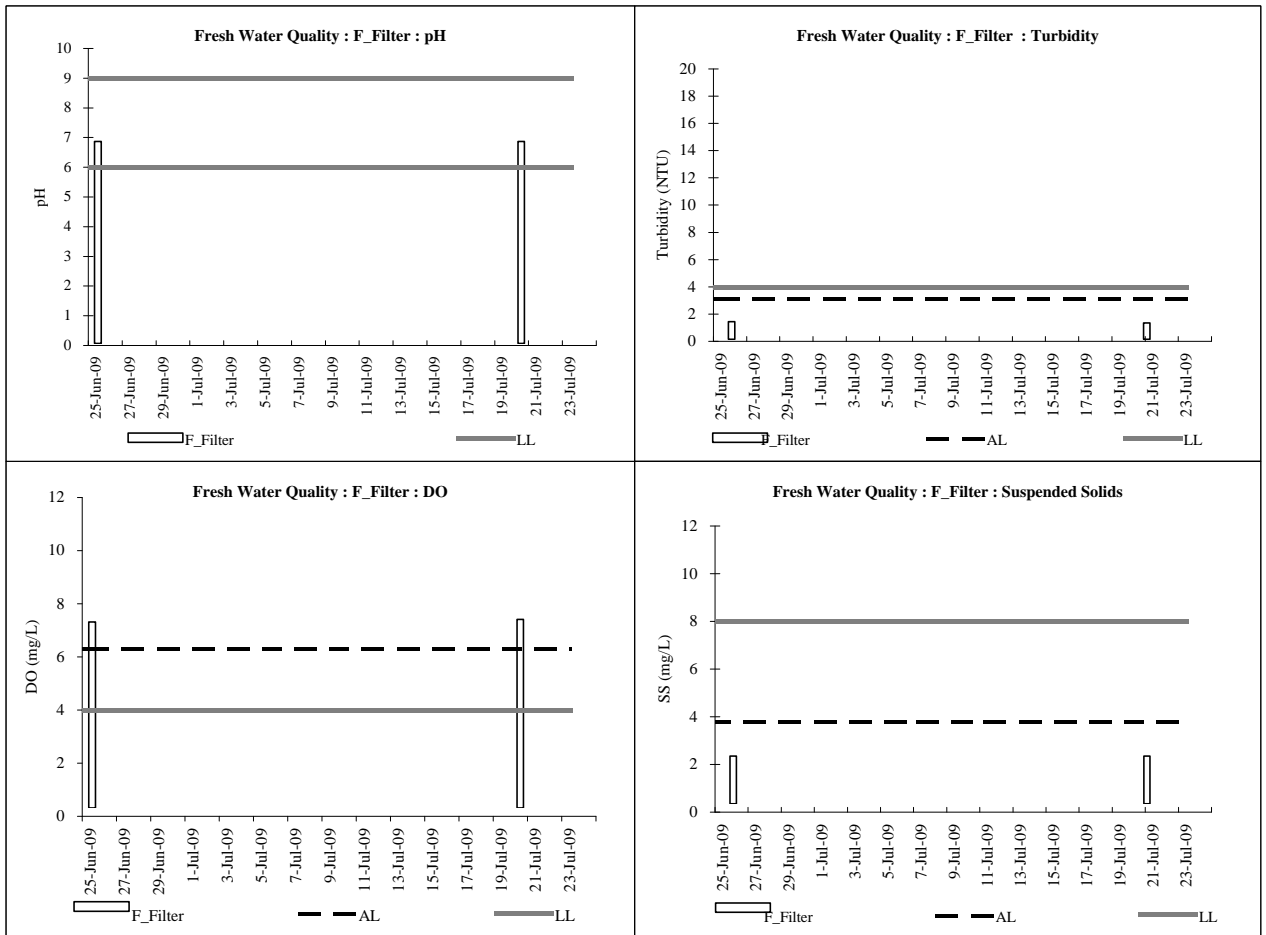 Fresh Water Quality : F_Filter : pH
10
9
8
7
6
5
4
3
2
1
0
pH
25-Jun-09
27-Jun-09
29-Jun-09
1-Jul-09
3-Jul-09
5-Jul-09
7-Jul-09
9-Jul-09
11-Jul-09
13-Jul-09
15-Jul-09
17-Jul-09
19-Jul-09
21-Jul-09
23-Jul-09
F_Filter
LL
Fresh Water Quality : F_Filter : Turbidity
20
18
16
14
12
10
8
6
4
2
0
Turbidity (NTU)
25-Jun-09
27-Jun-09
29-Jun-09
1-Jul-09
3-Jul-09
5-Jul-09
7-Jul-09
9-Jul-09
11-Jul-09
13-Jul-09
15-Jul-09
17-Jul-09
19-Jul-09
21-Jul-09
23-Jul-09
F_Filter
AL
LL
Fresh Water Quality : F_Filter : DO
12
10
8
6
4
2
0
DO (mg/L)
25-Jun-09
27-Jun-09
29-Jun-09
1-Jul-09
3-Jul-09
5-Jul-09
7-Jul-09
9-Jul-09
11-Jul-09
13-Jul-09
15-Jul-09
17-Jul-09
19-Jul-09
21-Jul-09
23-Jul-09
F_Filter
AL
LL
Fresh Water Quality : F_Filter : Suspended Solids
12
10
8
6
4
2
0
SS (mg/L)
25-Jun-09
27-Jun-09
29-Jun-09
1-Jul-09
3-Jul-09
5-Jul-09
7-Jul-09
9-Jul-09
11-Jul-09
13-Jul-09
15-Jul-09
17-Jul-09
19-Jul-09
21-Jul-09
23-Jul-09
F_Filter
AL
LL